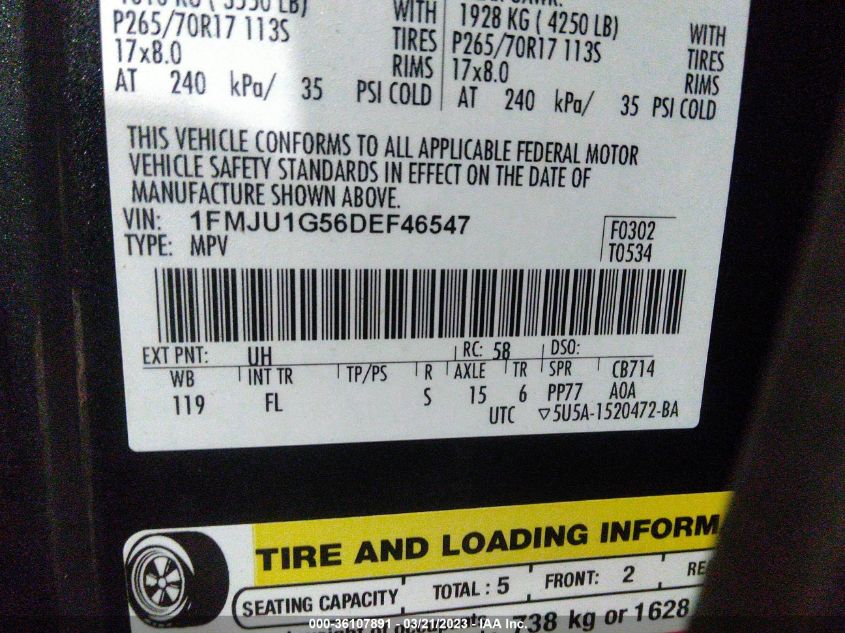 WITH 1928 KG ( 4250 LB) WITH
P265/70R17 113S TIRES P265/70R17 113S TIRES
17x8.0 RIMS 17x8.0 RIMS
AT 240 kPa/ 35 PSI COLD AT 240 kPa/ 35 PSI COLD
THIS VEHICLE CONFORMS TO ALL APPLICABLE FEDERAL MOTOR
VEHICLE SAFETY STANDARDS IN EFFECT ON THE DATE OF
MANUFACTURE SHOWN ABOVE.
VIN: 1FMJU1G56DEF46547 F0302
TYPE: MPV T0534
EXT PNT: UH RC: 58 DSO:
WB INT TR TP/PS R AXLE TR SPR CB714
119 FL S 15 6 PP77 A0A
UTC ▽5U5A-1520472-BA
TIRE AND LOADING INFORM
SEATING CAPACITY TOTAL : 5 FRONT: 2 RE
738 kg or 1628
000-36107891 - 03/21/2023 - IAA Inc.